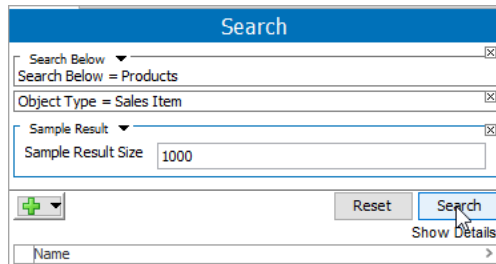 Search
Search Below
Search Below = Products
Object Type = Sales Item
Sample Result
Sample Result Size 1000
Reset Search
Show Details
Name